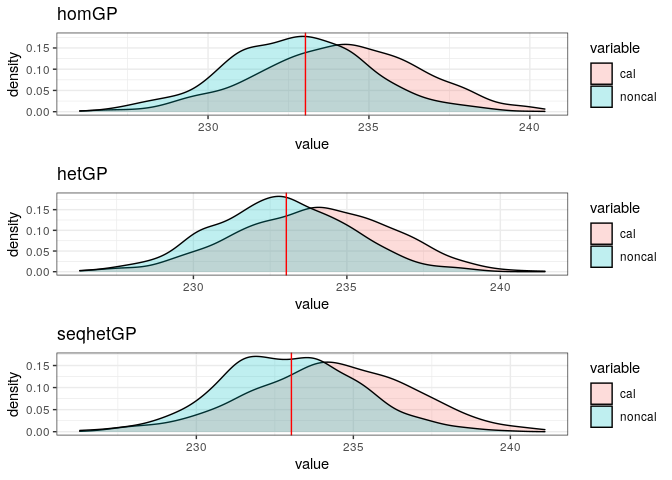 homGP
density
0.15
0.10
0.05
0.00
230 235 240
value
variable
cal
noncal
hetGP
density
0.15
0.10
0.05
0.00
230 235 240
value
variable
cal
noncal
seqhetGP
density
0.15
0.10
0.05
0.00
230 235 240
value
variable
cal
noncal